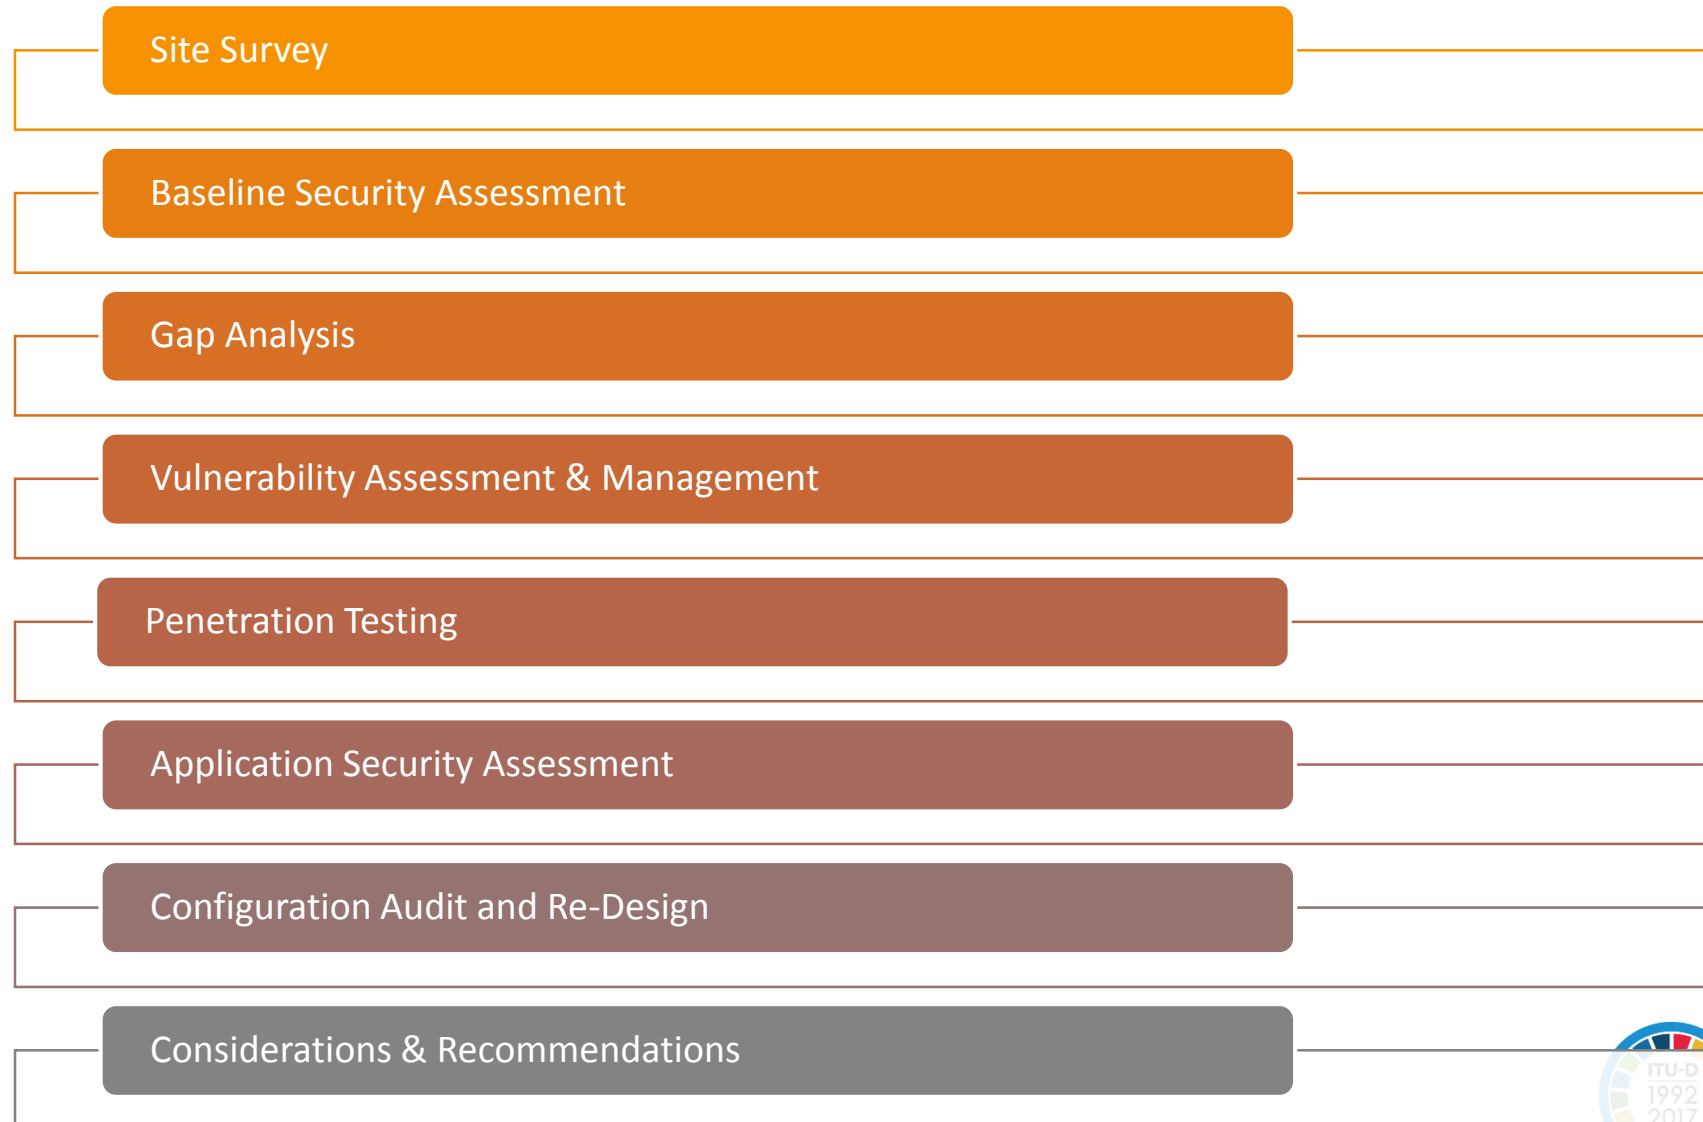 Site Survey
Baseline Security Assessment
Gap Analysis
Vulnerability Assessment & Management
Penetration Testing
Application Security Assessment
Configuration Audit and Re-Design
Considerations & Recommendations
ITU-D
1992
2017